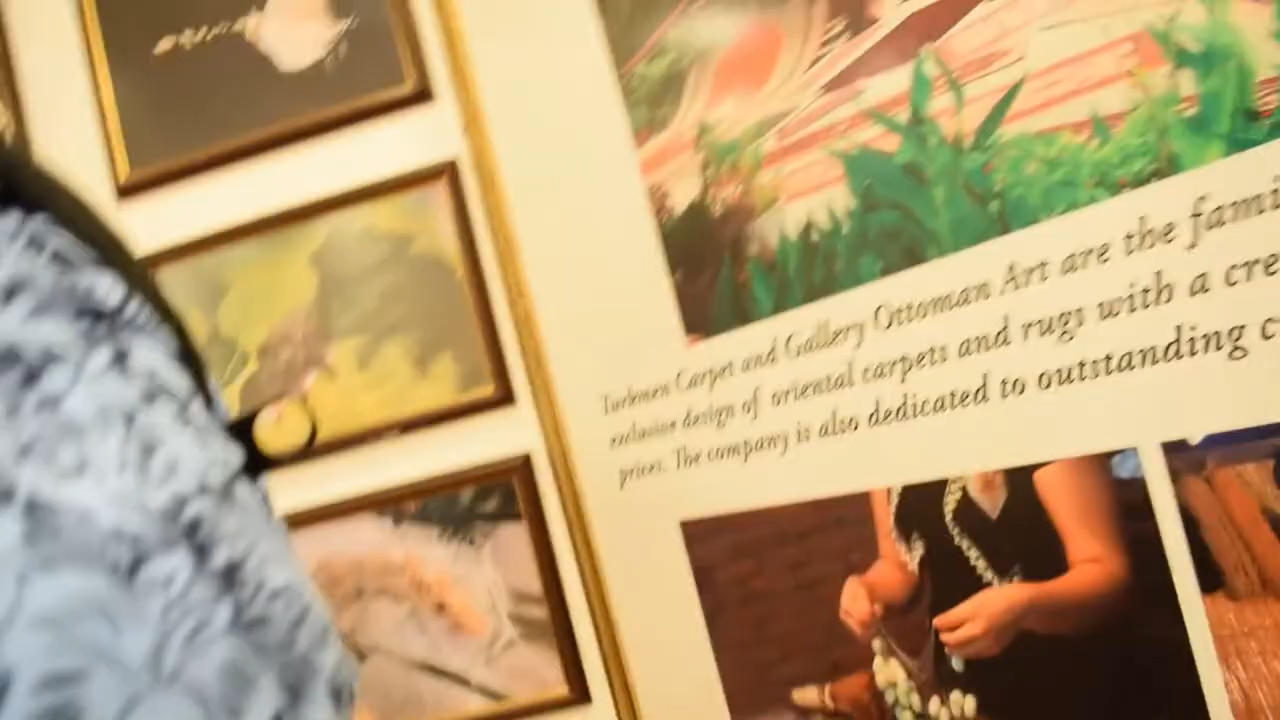 Turkmen Carpet and Gallery Ottoman Art are the fami
exclusive design of oriental carpets and rugs with a cre
prices. The company is also dedicated to outstanding c